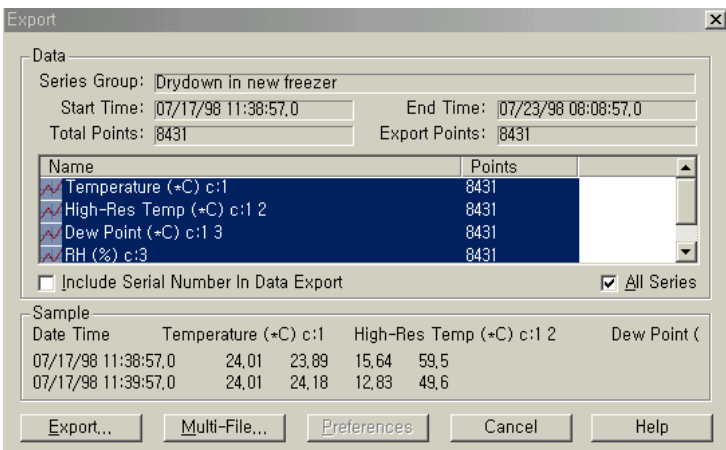 Export
Data
Series Group: Drydown in new freezer
Start Time: 07/17/98 11:38:57,0 End Time: 07/23/98 08:08:57,0
Total Points: 8431 Export Points: 8431
Name Points
Temperature (*C) c:1 8431
High-Res Temp (*C) c:1 2 8431
Dew Point (*C) c:1 3 8431
RH (%) c:3 8431
Include Serial Number In Data Export All Series
Sample
Date Time Temperature (*C) c:1 High-Res Temp (*C) c:1 2 Dew Point (
07/17/98 11:38:57,0 24,01 23,89 15,64 59,5
07/17/98 11:39:57,0 24,01 24,18 12,83 49,6
Export,,, Multi-File,,, Preferences Cancel Help